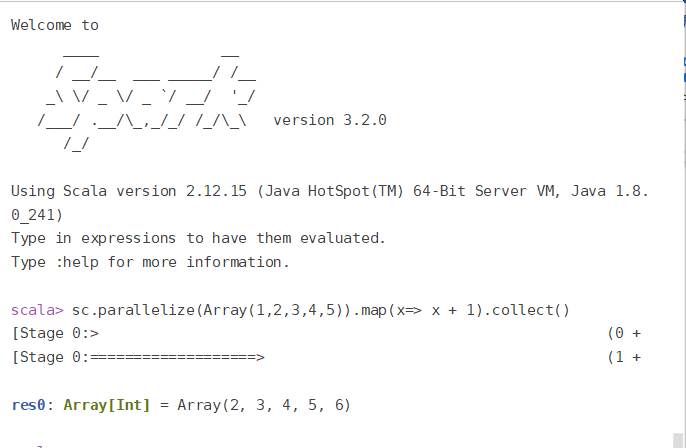 Welcome to
      ____              __
     / __/__  ___ _____/ /__
    _\ \/ _ \/ _ `/ __/  '_/
   /___/ .__/\_,_/_/ /_/\_\   version 3.2.0
      /_/
Using Scala version 2.12.15 (Java HotSpot(TM) 64-Bit Server VM, Java 1.8.
0_241)
Type in expressions to have them evaluated.
Type :help for more information.
scala> sc.parallelize(Array(1,2,3,4,5)).map(x=> x + 1).collect()
[Stage 0:>                                                          (0 +
[Stage 0:===================>                                       (1 +
res0: Array[Int] = Array(2, 3, 4, 5, 6)